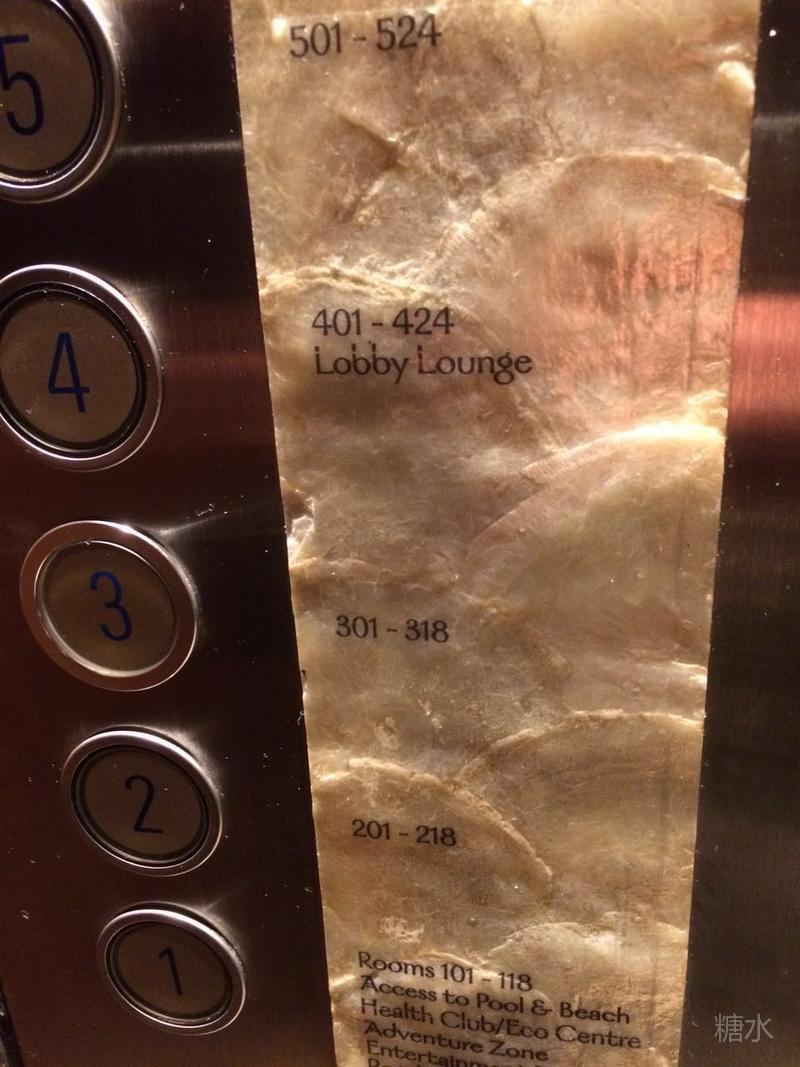 5
501 - 524
4
401 - 424
Lobby Lounge
3
301 - 318
2
201 - 218
1
Rooms 101 - 118
Access to Pool & Beach
Health Club/Eco Centre
Adventure Zone
糖水